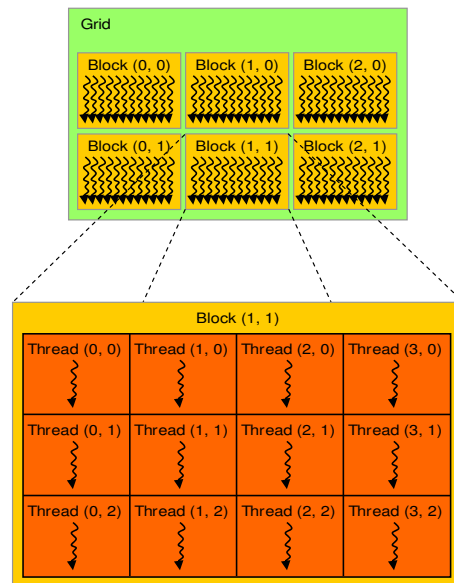 Grid
Block (0, 0) Block (1, 0) Block (2, 0)
Block (0, 1) Block (1, 1) Block (2, 1)
Block (1, 1)
Thread (0, 0) Thread (1, 0) Thread (2, 0) Thread (3, 0)
Thread (0, 1) Thread (1, 1) Thread (2, 1) Thread (3, 1)
Thread (0, 2) Thread (1, 2) Thread (2, 2) Thread (3, 2)